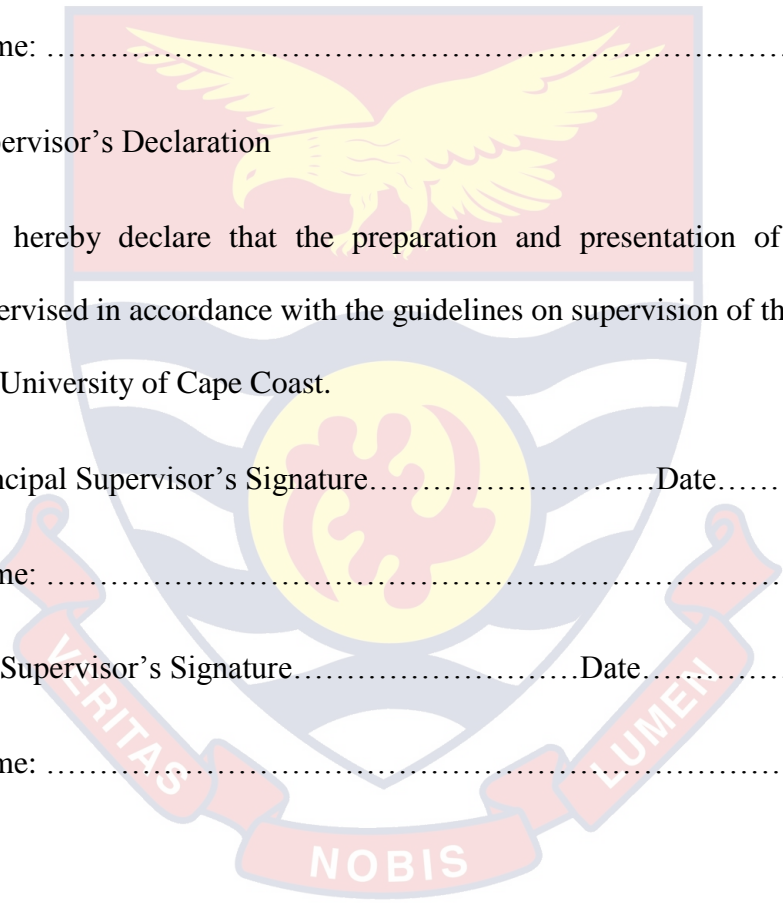 me: ……………………………………………………………
ervisor's Declaration
hereby declare that the preparation and presentation of
ervised in accordance with the guidelines on supervision of th
University of Cape Coast.
ncipal Supervisor's Signature………………………Date……
me: ……………………………………………………………
Supervisor's Signature………………………Date……………
me: ……………………………………………………………
VERITAS NOBIS LUMEN